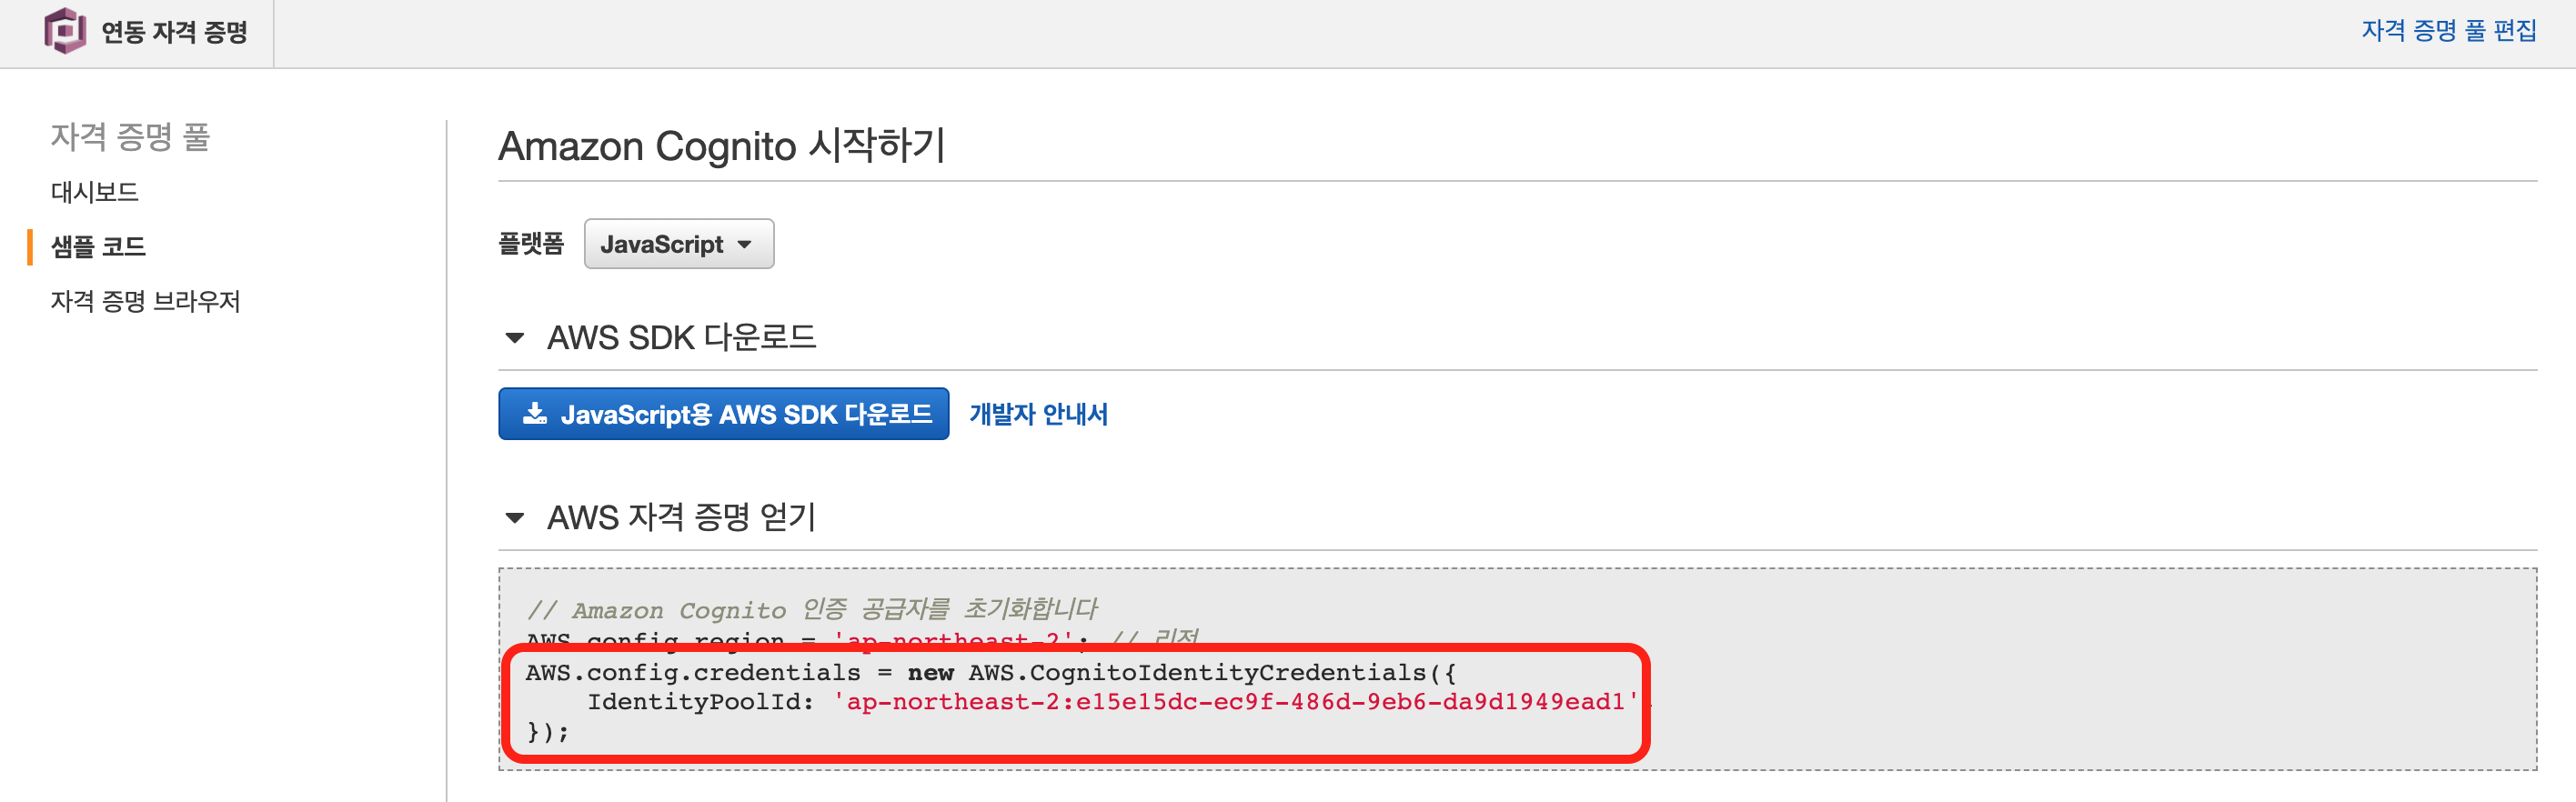 연동 자격 증명
자격 증명 풀 편집
자격 증명 풀
대시보드
샘플 코드
자격 증명 브라우저
Amazon Cognito 시작하기
플랫폼 JavaScript
AWS SDK 다운로드
JavaScript용 AWS SDK 다운로드 개발자 안내서
AWS 자격 증명 얻기
// Amazon Cognito 인증 공급자를 초기화합니다
AWS.config.region = 'ap-northeast-2'; // 리전
AWS.config.credentials = new AWS.CognitoIdentityCredentials({
IdentityPoolId: 'ap-northeast-2:e15e15dc-ec9f-486d-9eb6-da9d1949ead1'
});